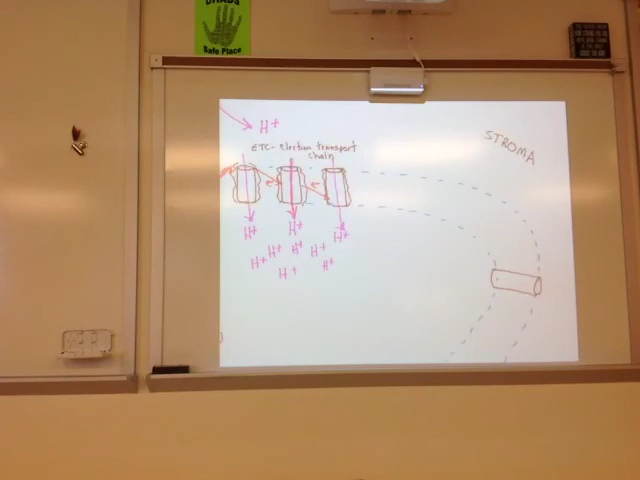 Safe Place
H+
STROMA
ETC- electron transport
chain
e- e-
H+ H+ H+
H+ H+ H+
H+ H+ H+